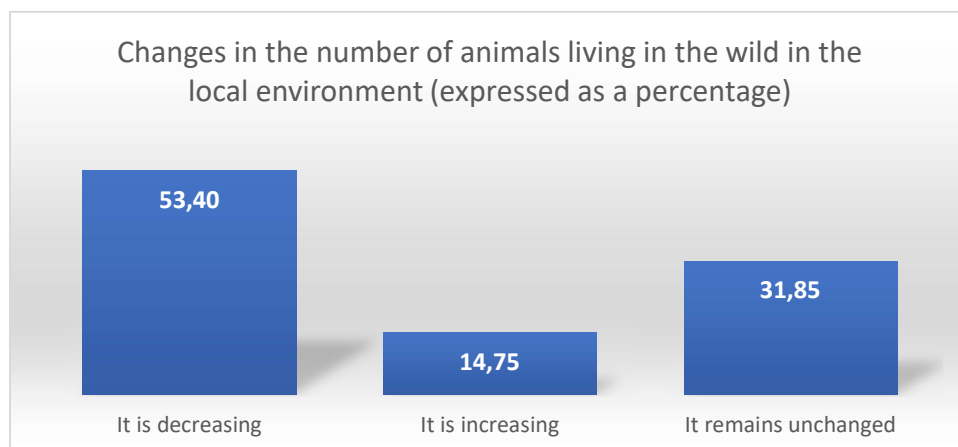 Changes in the number of animals living in the wild in the
local environment (expressed as a percentage)
53,40
14,75
31,85
It is decreasing
It is increasing
It remains unchanged